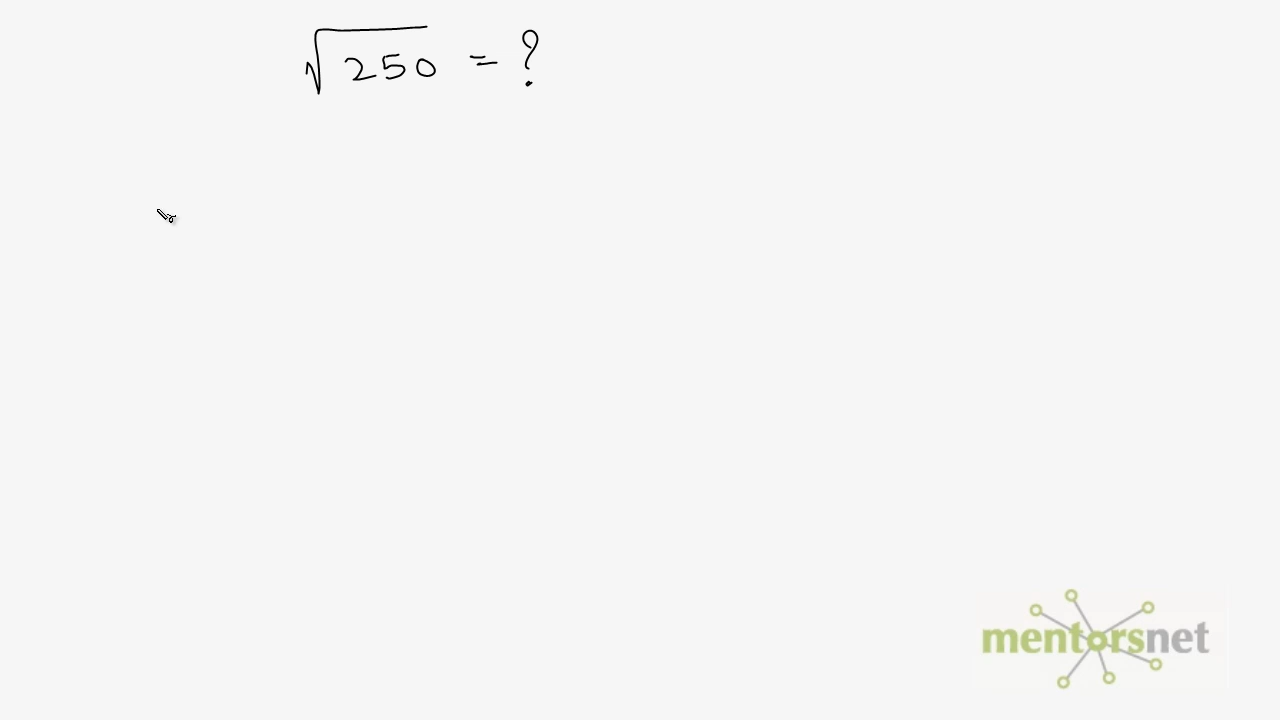 √250 = ?
mentorsnet